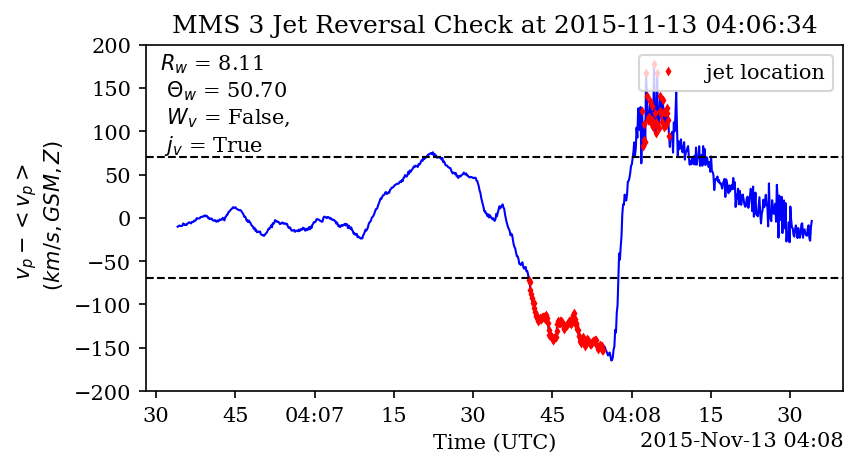 MMS 3 Jet Reversal Check at 2015-11-13 04:06:34
R_w = 8.11
Θ_w = 50.70
W_v = False,
j_v = True
jet location
v_p − < v_p >
(km/s, GSM, Z)
200
150
100
50
0
−50
−100
−150
−200
30 45 04:07 15 30 45 04:08 15 30
Time (UTC)
2015-Nov-13 04:08